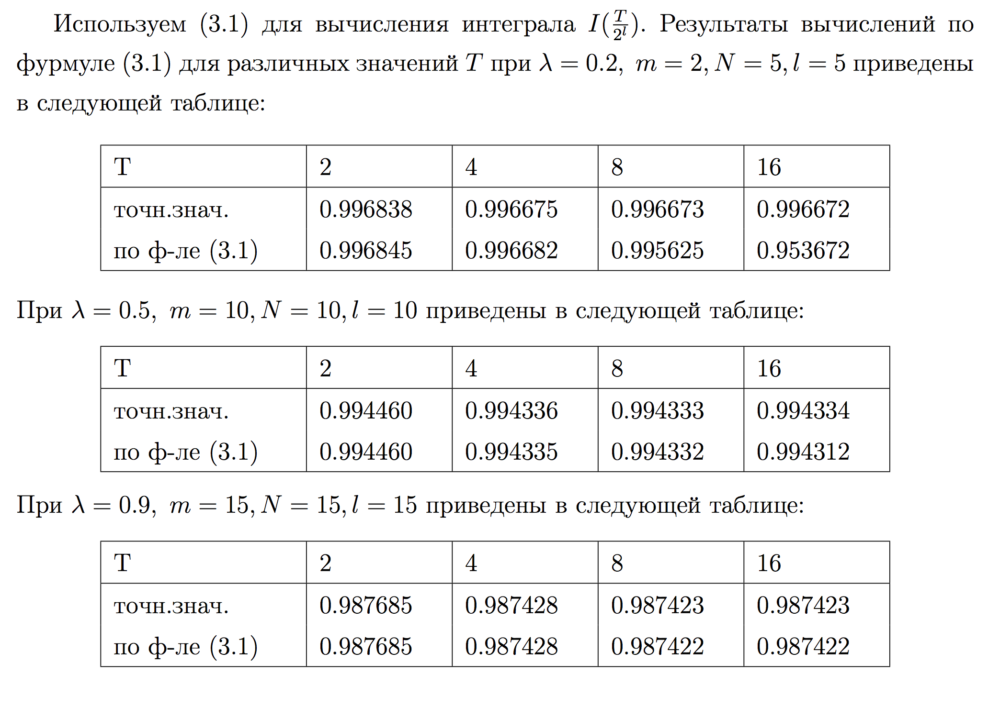 Используем (3.1) для вычисления интеграла $I(\frac{T}{2^l})$. Результаты вычислений по
фурмуле (3.1) для различных значений $T$ при $\lambda = 0.2,\ m = 2, N = 5, l = 5$ приведены
в следующей таблице:
T 2 4 8 16
точн.знач. 0.996838 0.996675 0.996673 0.996672
по ф-ле (3.1) 0.996845 0.996682 0.995625 0.953672
При $\lambda = 0.5,\ m = 10, N = 10, l = 10$ приведены в следующей таблице:
T 2 4 8 16
точн.знач. 0.994460 0.994336 0.994333 0.994334
по ф-ле (3.1) 0.994460 0.994335 0.994332 0.994312
При $\lambda = 0.9,\ m = 15, N = 15, l = 15$ приведены в следующей таблице:
T 2 4 8 16
точн.знач. 0.987685 0.987428 0.987423 0.987423
по ф-ле (3.1) 0.987685 0.987428 0.987422 0.987422